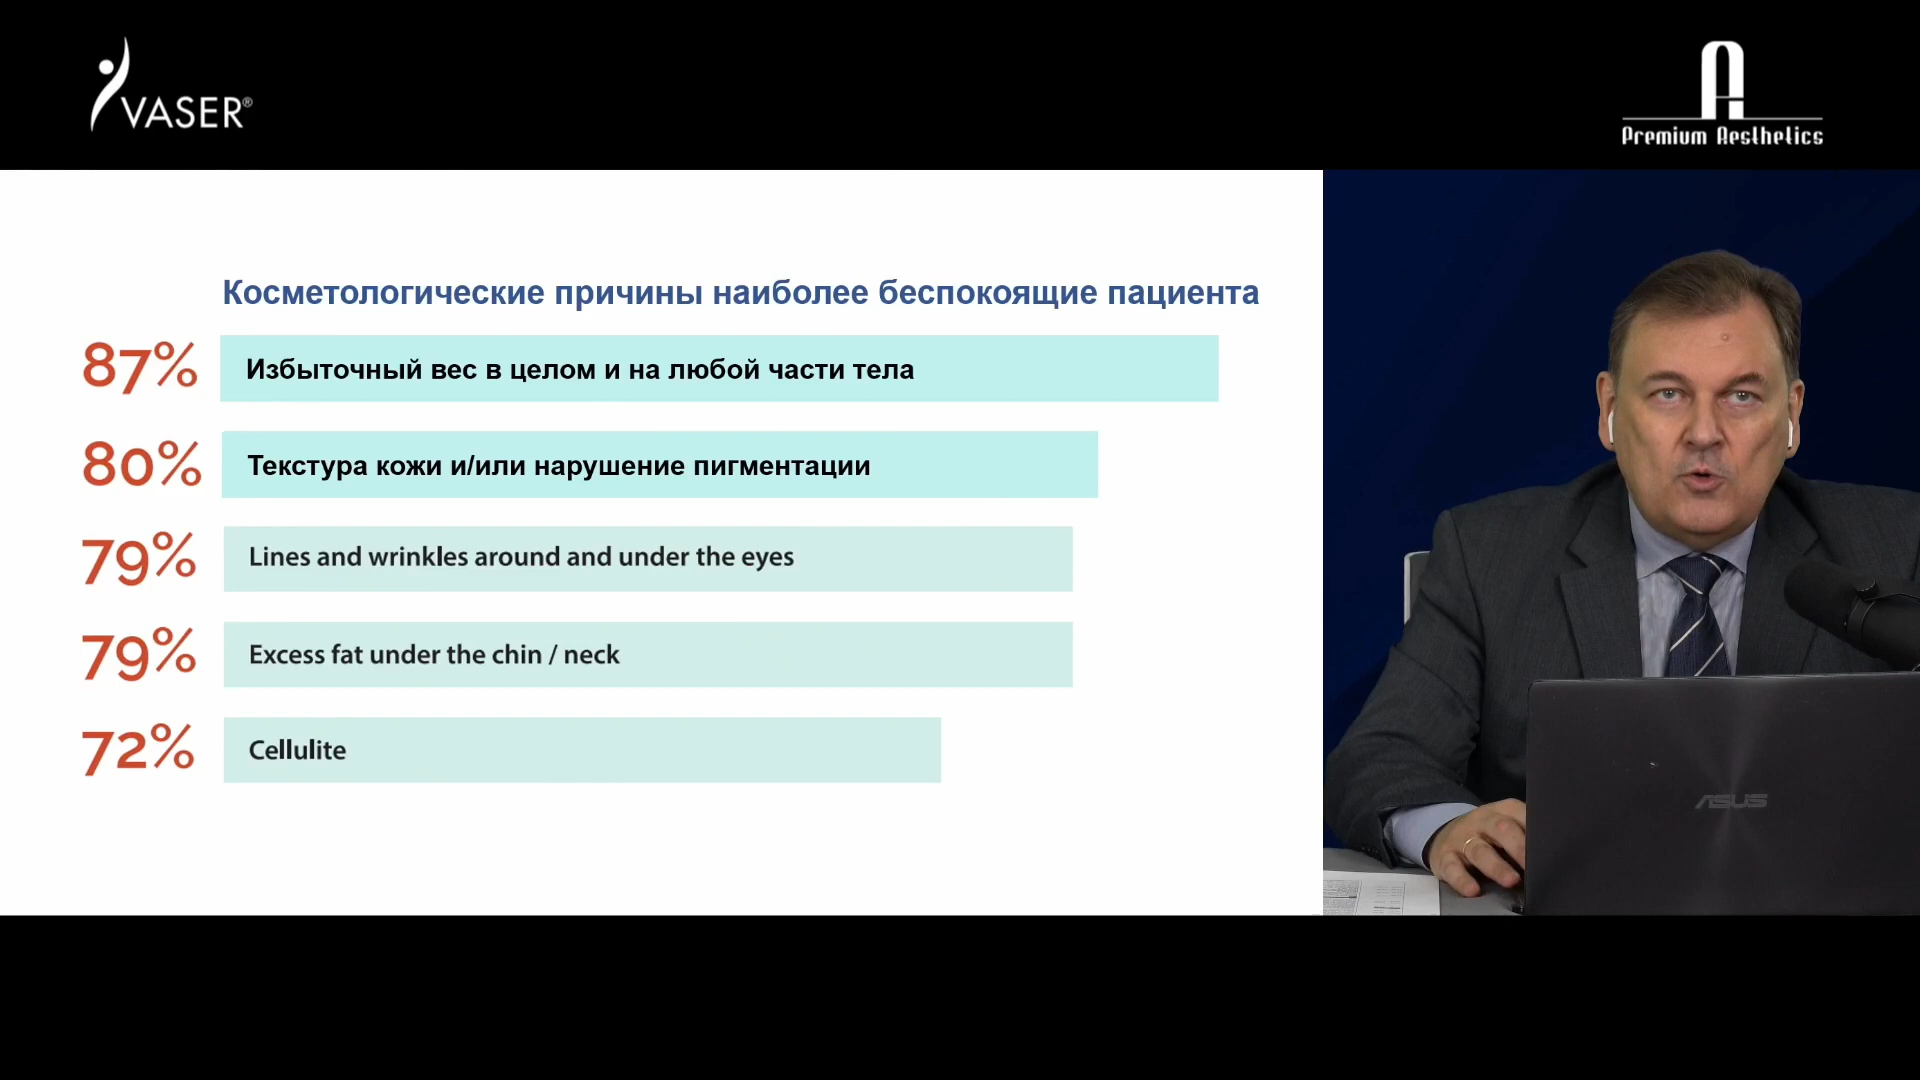 VASER®
Premium Aesthetics
Косметологические причины наиболее беспокоящие пациента
87% Избыточный вес в целом и на любой части тела
80% Текстура кожи и/или нарушение пигментации
79% Lines and wrinkles around and under the eyes
79% Excess fat under the chin / neck
72% Cellulite
ASUS